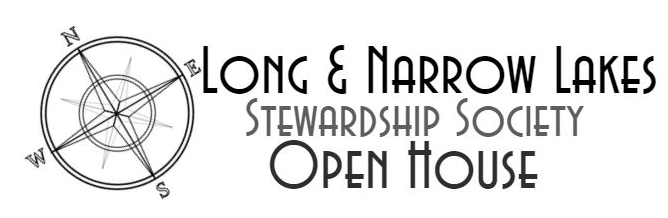 N
E
W
S
Long & Narrow Lakes
Stewardship Society
Open House